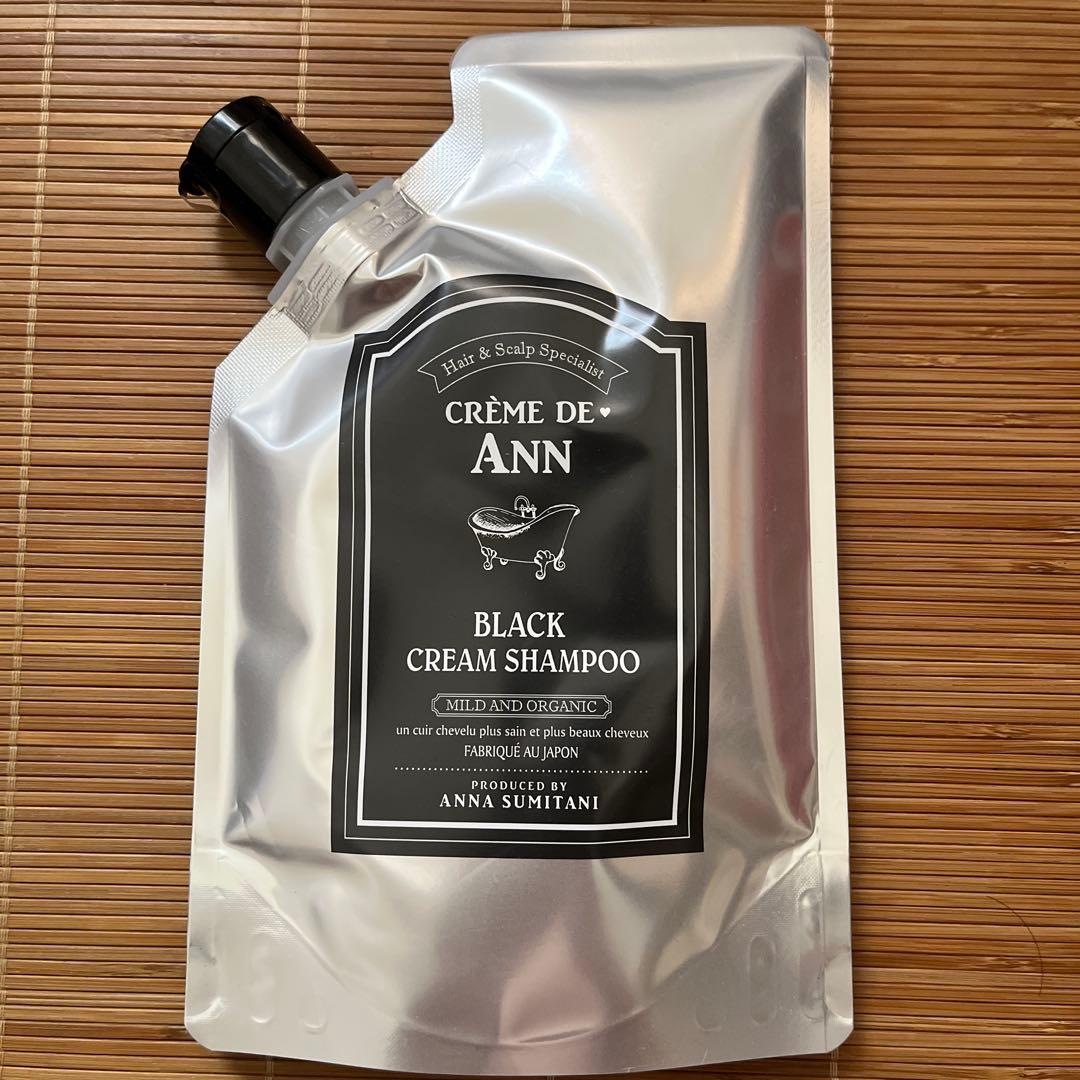 Hair & Scalp Specialist
CRÈME DE♥
ANN
BLACK
CREAM SHAMPOO
MILD AND ORGANIC
un cuir chevelu plus sain et plus beaux cheveux
FABRIQUÉ AU JAPON
PRODUCED BY
ANNA SUMITANI